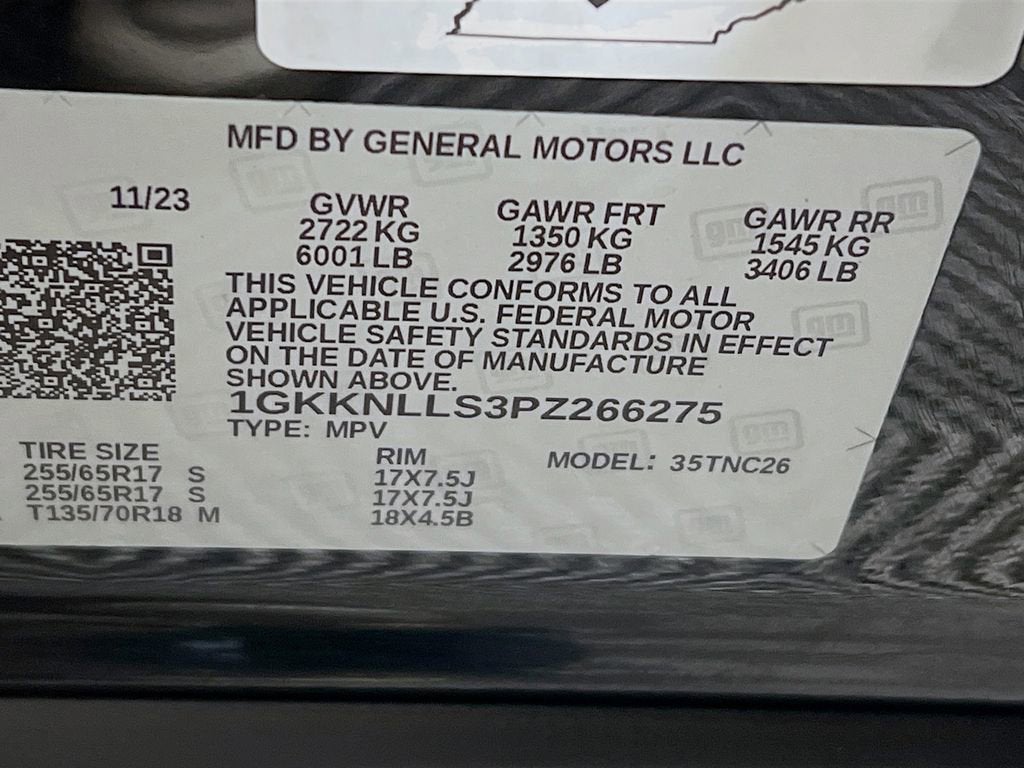 MFD BY GENERAL MOTORS LLC
11/23
GVWR GAWR FRT GAWR RR
2722 KG 1350 KG 1545 KG
6001 LB 2976 LB 3406 LB
THIS VEHICLE CONFORMS TO ALL
APPLICABLE U.S. FEDERAL MOTOR
VEHICLE SAFETY STANDARDS IN EFFECT
ON THE DATE OF MANUFACTURE
SHOWN ABOVE.
1GKKNLLS3PZ266275
TYPE: MPV
TIRE SIZE RIM MODEL: 35TNC26
255/65R17 S 17X7.5J
255/65R17 S 17X7.5J
T135/70R18 M 18X4.5B